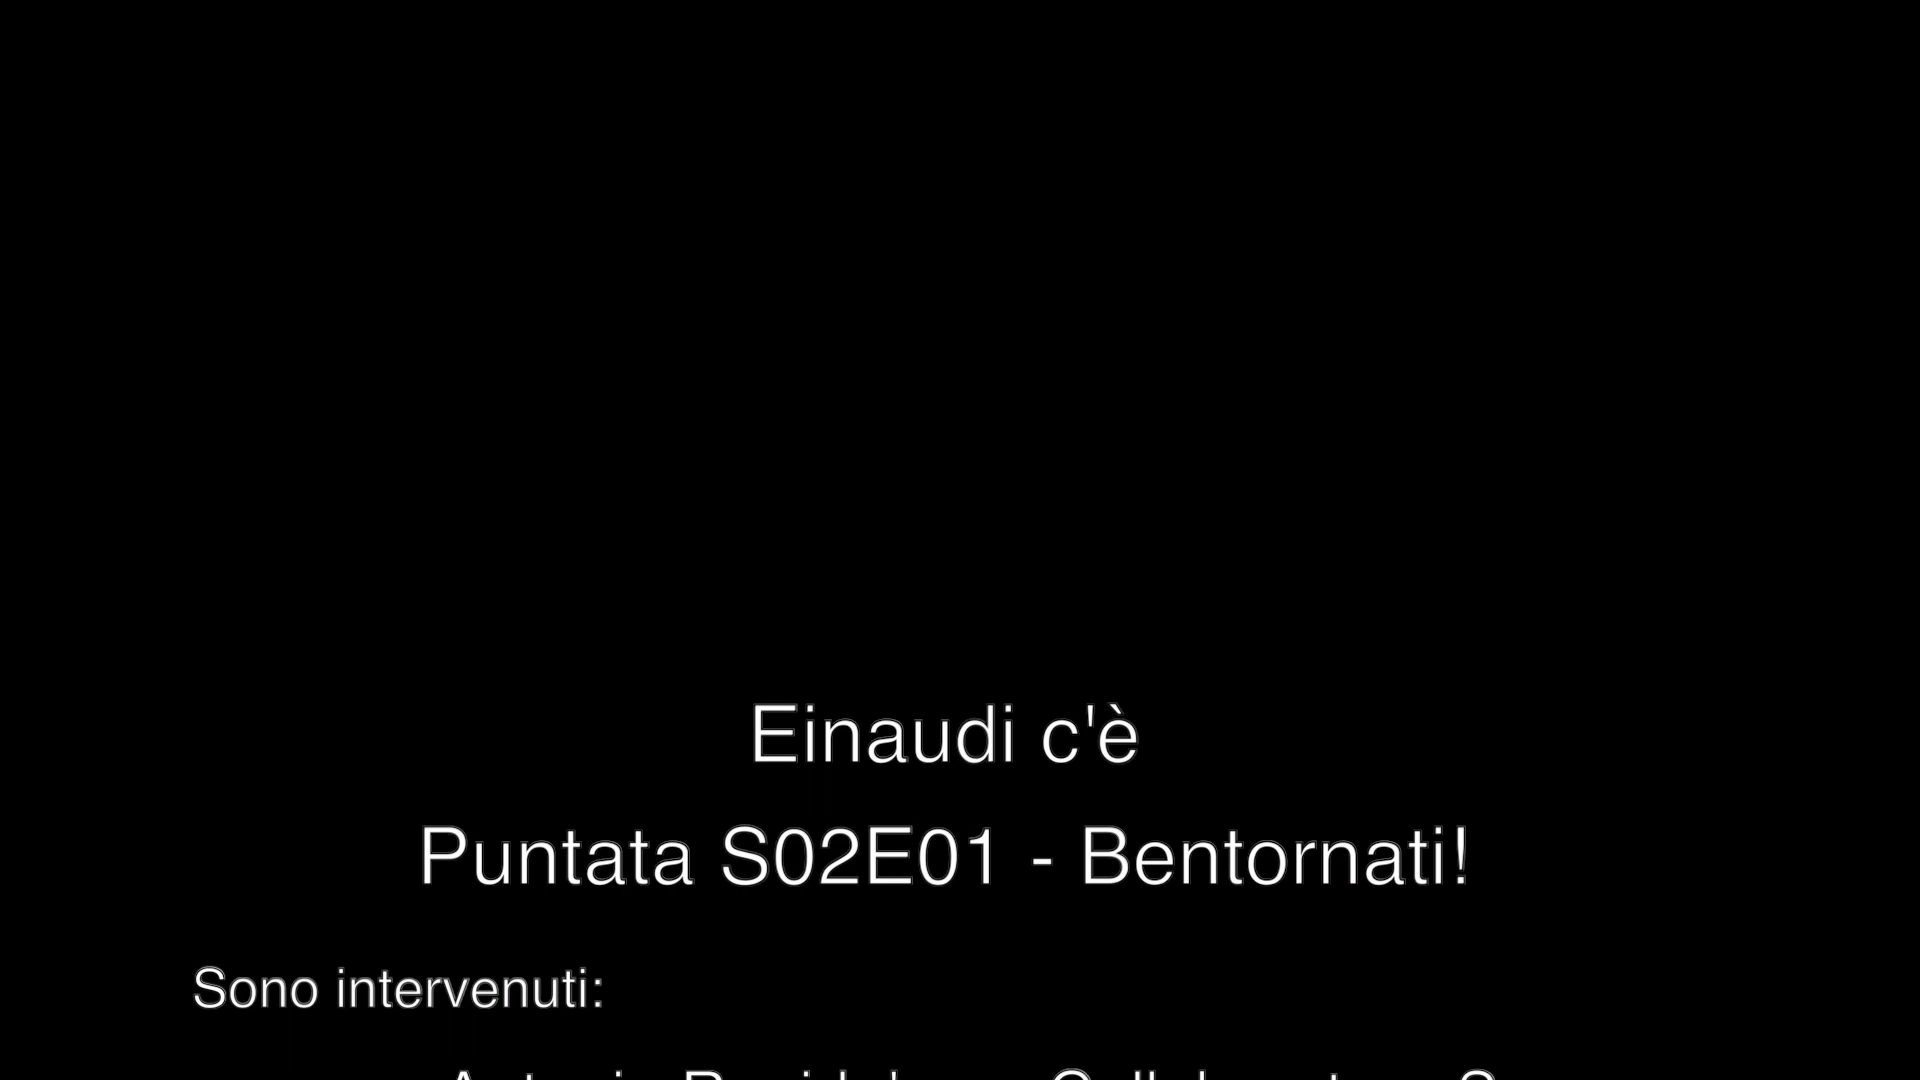 Einaudi c'è
Puntata S02E01 - Bentornati!
Sono intervenuti: